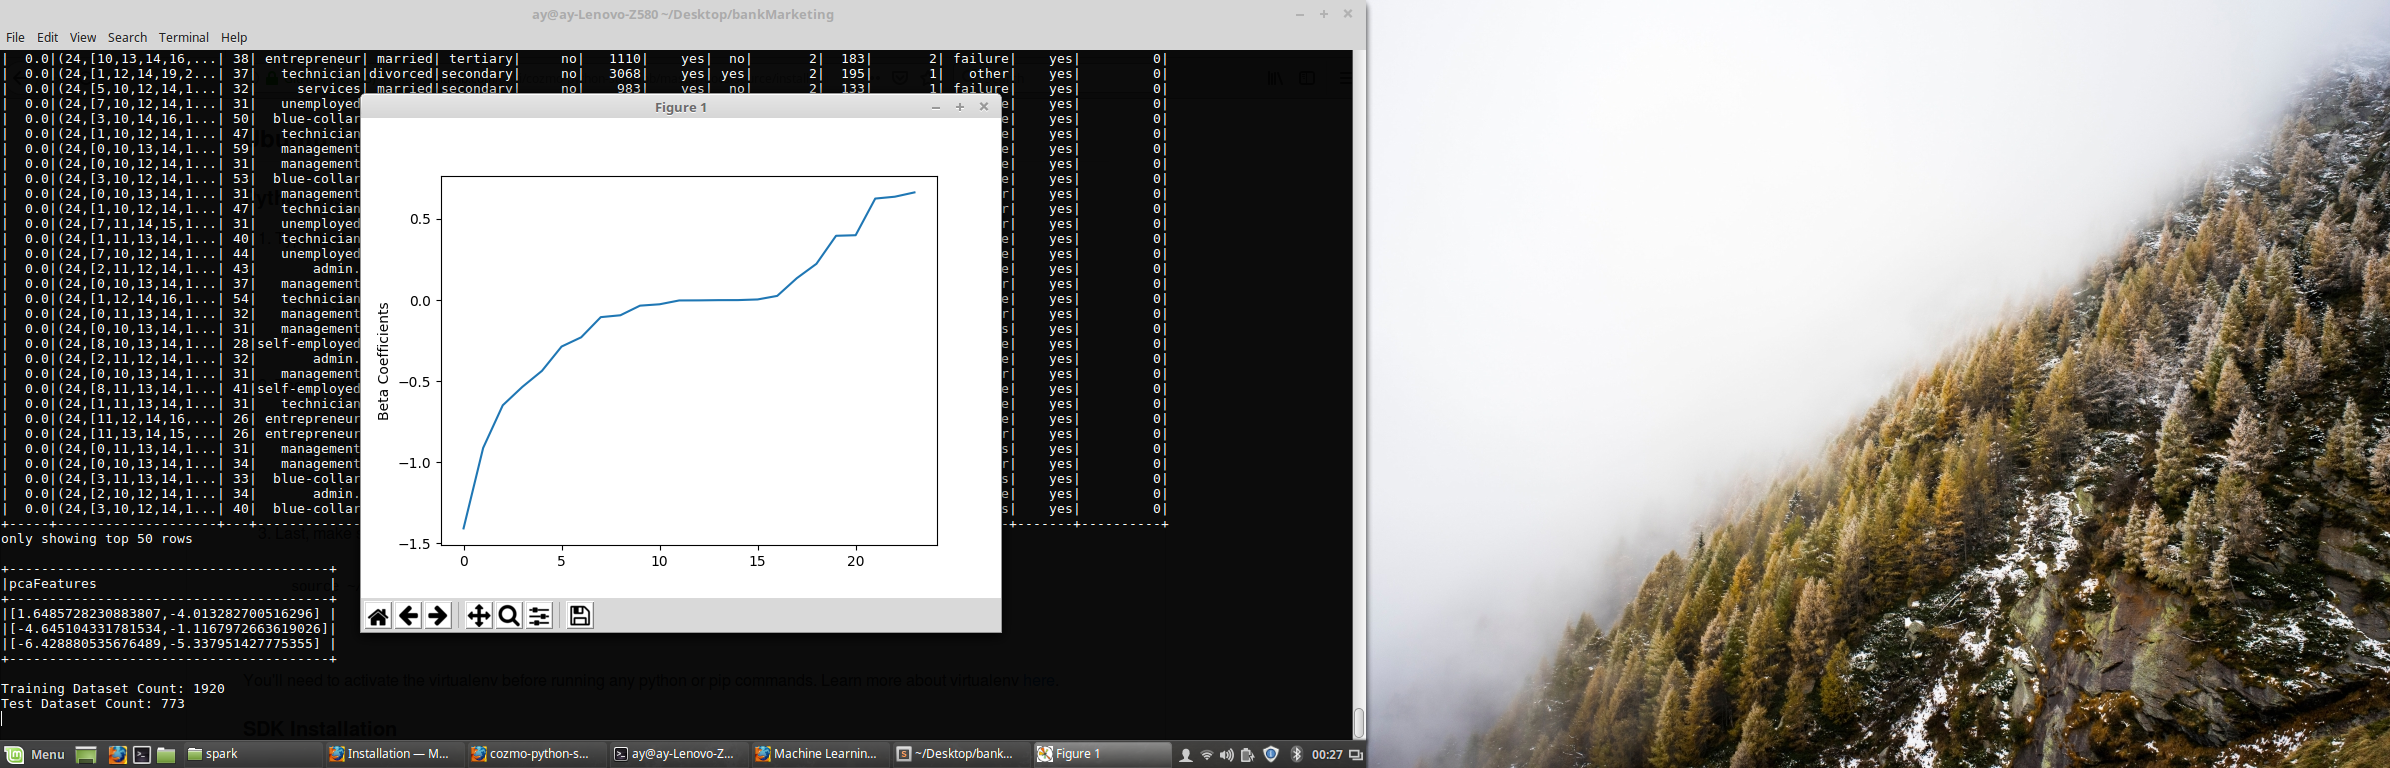 ay@ay-Lenovo-Z580 ~/Desktop/bankMarketing
File Edit View Search Terminal Help
| 0.0|(24,[10,13,14,16,...| 38| entrepreneur| married| tertiary| no| 1110| yes| no| 2| 183| 2| failure| yes| 0|
| 0.0|(24,[1,12,14,19,2...| 37| technician|divorced|secondary| no| 3068| yes| yes| 2| 195| 1| other| yes| 0|
| 0.0|(24,[5,10,12,14,1...| 32| services| married|secondary| no| 983| yes| no| 2| 133| 1| failure| yes| 0|
| 0.0|(24,[7,10,12,14,1...| 31| unemployed e| yes| 0|
| 0.0|(24,[3,10,14,16,1...| 50| blue-collar e| yes| 0|
| 0.0|(24,[1,10,12,14,1...| 47| technician e| yes| 0|
| 0.0|(24,[0,10,13,14,1...| 59| management e| yes| 0|
| 0.0|(24,[0,10,12,14,1...| 31| management e| yes| 0|
| 0.0|(24,[3,10,12,14,1...| 53| blue-collar e| yes| 0|
| 0.0|(24,[0,10,13,14,1...| 31| management r| yes| 0|
| 0.0|(24,[1,10,12,14,1...| 47| technician r| yes| 0|
| 0.0|(24,[7,11,14,15,1...| 31| unemployed r| yes| 0|
| 0.0|(24,[1,11,13,14,1...| 40| technician e| yes| 0|
| 0.0|(24,[7,10,12,14,1...| 44| unemployed e| yes| 0|
| 0.0|(24,[2,11,12,14,1...| 43| admin. e| yes| 0|
| 0.0|(24,[0,10,13,14,1...| 37| management r| yes| 0|
| 0.0|(24,[1,12,14,16,1...| 54| technician e| yes| 0|
| 0.0|(24,[0,11,13,14,1...| 32| management r| yes| 0|
| 0.0|(24,[0,10,13,14,1...| 31| management s| yes| 0|
| 0.0|(24,[8,10,13,14,1...| 28|self-employed e| yes| 0|
| 0.0|(24,[2,11,12,14,1...| 32| admin. e| yes| 0|
| 0.0|(24,[0,10,13,14,1...| 31| management e| yes| 0|
| 0.0|(24,[8,11,13,14,1...| 41|self-employed e| yes| 0|
| 0.0|(24,[1,11,13,14,1...| 31| technician e| yes| 0|
| 0.0|(24,[11,12,14,16,...| 26| entrepreneur e| yes| 0|
| 0.0|(24,[11,13,14,15,...| 26| entrepreneur r| yes| 0|
| 0.0|(24,[0,11,13,14,1...| 31| management s| yes| 0|
| 0.0|(24,[0,10,13,14,1...| 34| management r| yes| 0|
| 0.0|(24,[3,11,13,14,1...| 33| blue-collar s| yes| 0|
| 0.0|(24,[2,10,12,14,1...| 34| admin. e| yes| 0|
| 0.0|(24,[3,10,12,14,1...| 40| blue-collar s| yes| 0|
only showing top 50 rows
|pcaFeatures |
|[1.6485728230883807,-4.013282700516296] |
|[-4.645104331781534,-1.1167972663619026]|
|[-6.428880535676489,-5.337951427775355] |
Training Dataset Count: 1920
Test Dataset Count: 773
Figure 1
Beta Coefficients
0.5
0.0
−0.5
−1.0
−1.5
0 5 10 15 20
3. Last, make
You'll need to activate the virtualenv before running any python or pip commands. Learn more about virtualenv here.
SDK Installation
Menu spark Installation — M... cozmo-python-s... ay@ay-Lenovo-Z... Machine Learnin... ~/Desktop/bank... Figure 1 00:27